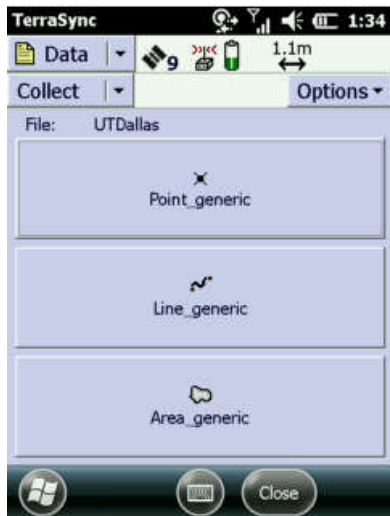 TerraSync 1:34
Data 9 1.1m
Collect Options
File: UTDallas
Point_generic
Line_generic
Area_generic
Close